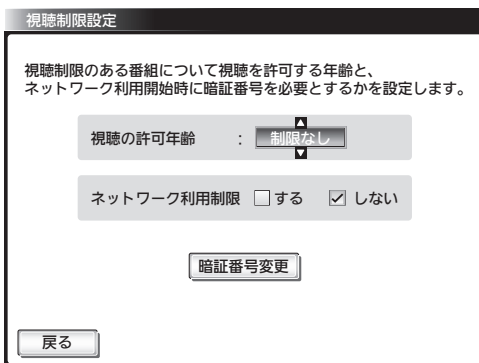 視聴制限設定
視聴制限のある番組について視聴を許可する年齢と、
ネットワーク利用開始時に暗証番号を必要とするかを設定します。
視聴の許可年齢 : 制限なし
ネットワーク利用制限 する しない
暗証番号変更
戻る